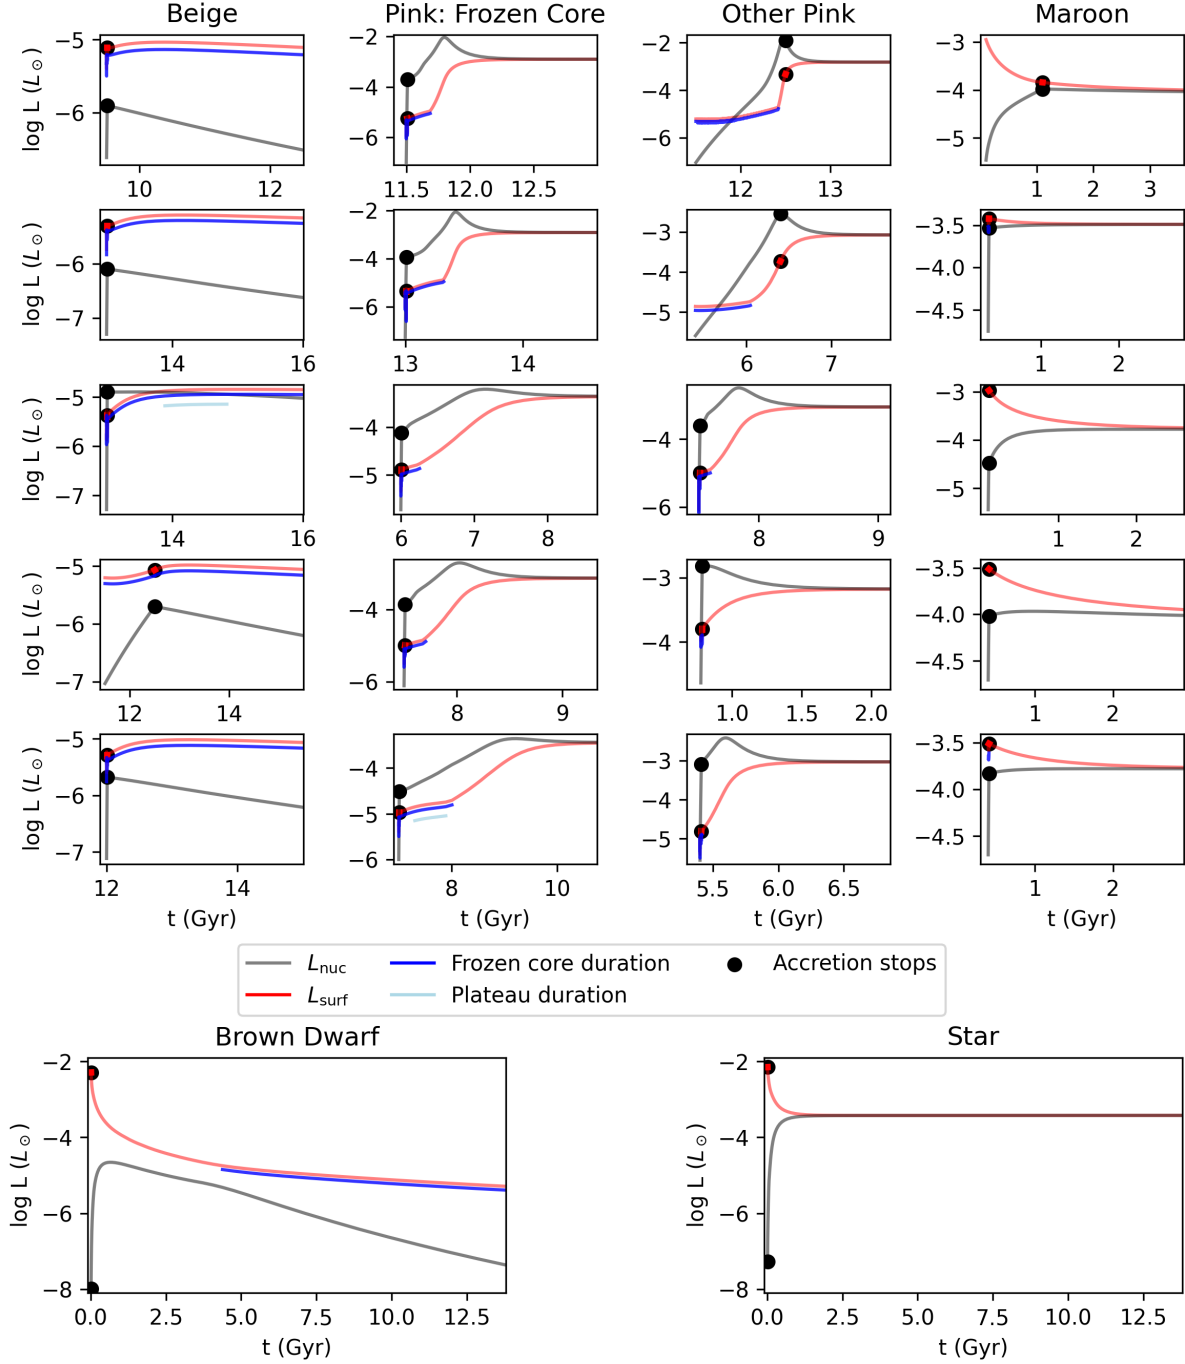 Beige Pink: Frozen Core Other Pink Maroon
log L (L⊙) −5 −6 −2 −4 −6 −2 −3 −4 −5 −6 −7 −3 −4 −5
10 12 11.5 12.0 12.5 12 13 1 2 3
log L (L⊙) −6 −7 −2 −4 −6 −3 −4 −5 −3.5 −4.0 −4.5
14 16 13 14 6 7 1 2
log L (L⊙) −5 −6 −7 −4 −5 −4 −6 −3 −4 −5
14 16 6 7 8 8 9 1 2
log L (L⊙) −5 −6 −7 −4 −6 −3 −4 −3.5 −4.0 −4.5
12 14 8 9 1.0 1.5 2.0 1 2
log L (L⊙) −5 −6 −7 −4 −5 −6 −3 −4 −5 −3.5 −4.0 −4.5
12 14 8 10 5.5 6.0 6.5 1 2
t (Gyr) t (Gyr) t (Gyr) t (Gyr)
Lnuc Frozen core duration Accretion stops
Lsurf Plateau duration
Brown Dwarf Star
log L (L⊙) −2 −4 −6 −8 log L (L⊙) −2 −4 −6 −8
0.0 2.5 5.0 7.5 10.0 12.5 0.0 2.5 5.0 7.5 10.0 12.5
t (Gyr) t (Gyr)